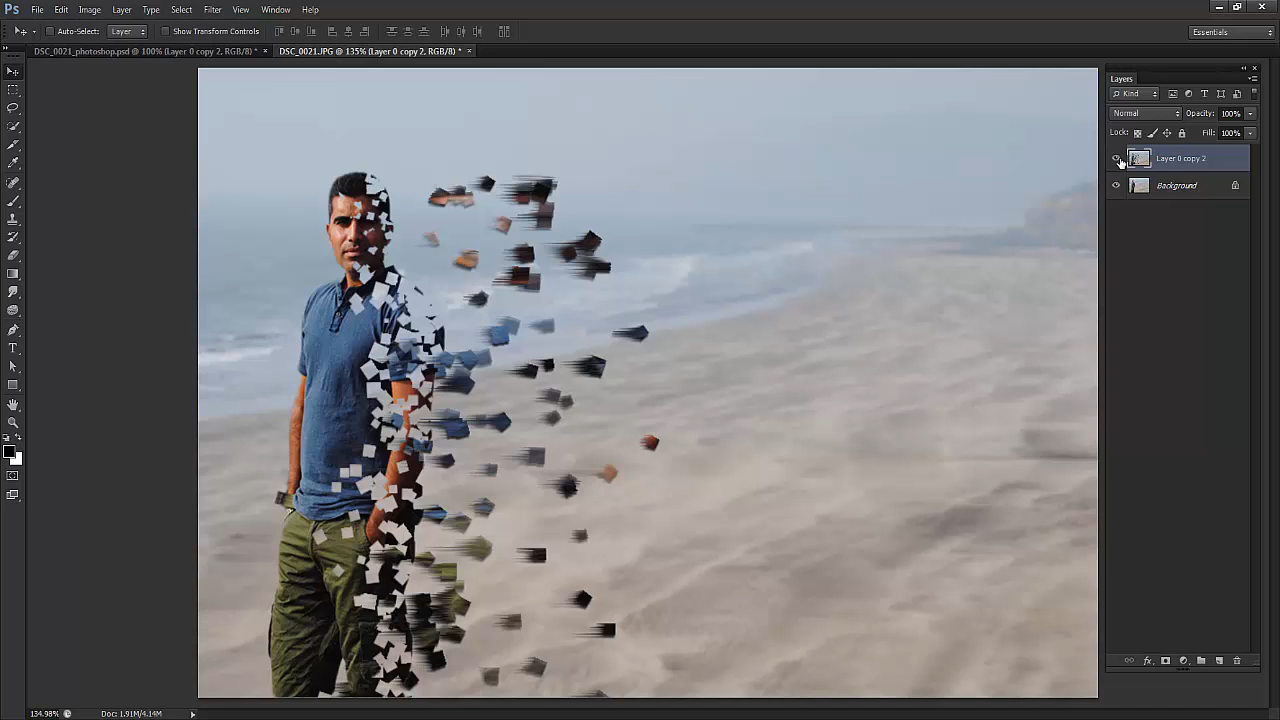 Ps File Edit Image Layer Type Select Filter View Window Help
Auto-Select: Layer Show Transform Controls Essentials
DSC_0021_photoshop.psd @ 100% (Layer 0 copy 2, RGB/8) * × DSC_0021.JPG @ 135% (Layer 0 copy 2, RGB/8) * ×
Layers
Kind
Normal Opacity: 100%
Lock: Fill: 100%
Layer 0 copy 2
Background
T
fx
134.98% Doc: 1.91M/4.14M